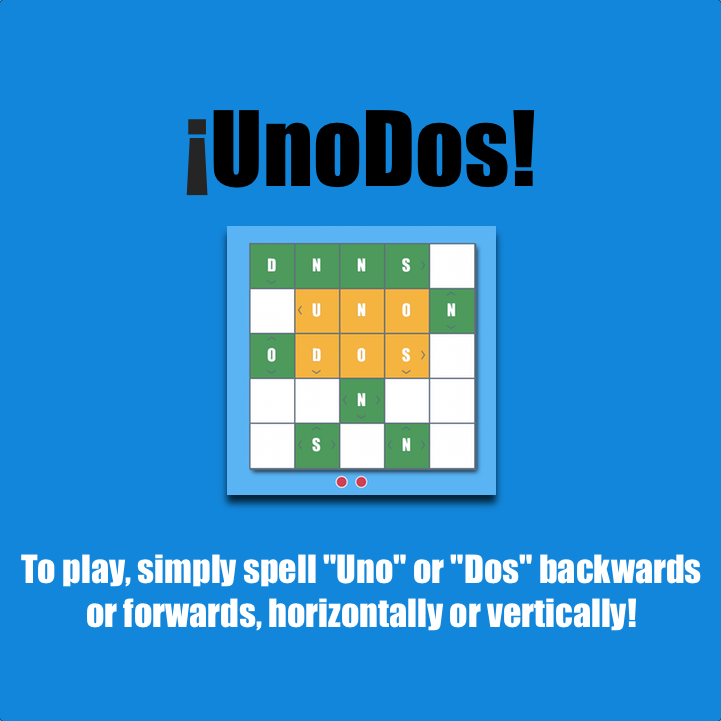 ¡UnoDos!
D N N S
U N O N
O D O S
N
S N
To play, simply spell "Uno" or "Dos" backwards
or forwards, horizontally or vertically!